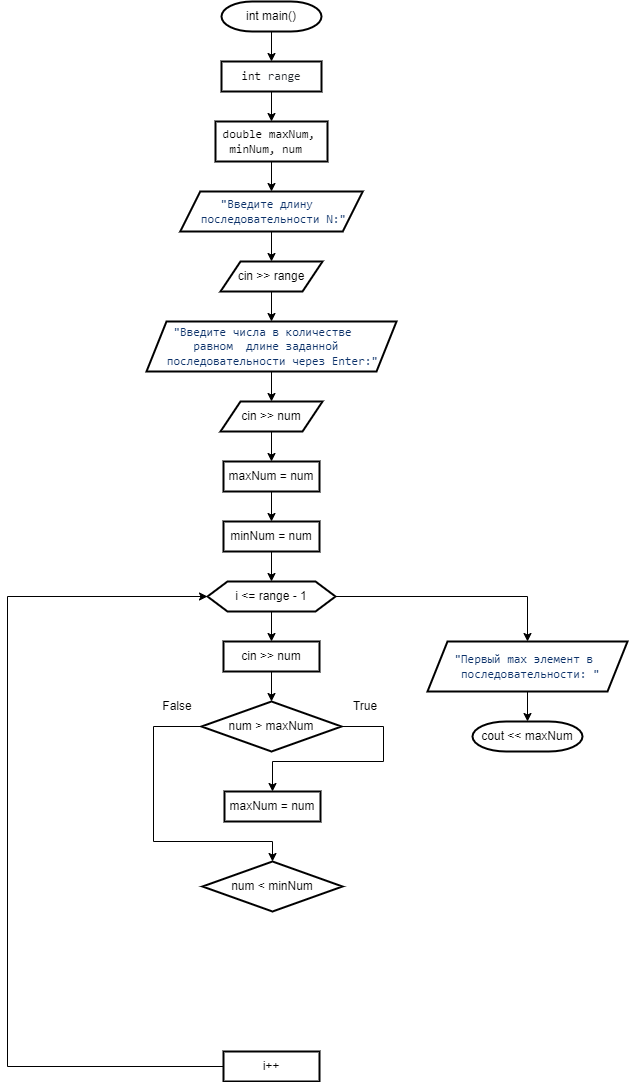 int main()
int range
double maxNum,
minNum, num
"Введите длину
последовательности N:"
cin >> range
"Введите числа в количестве
равном длине заданной
последовательности через Enter:"
cin >> num
maxNum = num
minNum = num
i <= range - 1
cin >> num
"Первый max элемент в
последовательности: "
False
True
num > maxNum
cout << maxNum
maxNum = num
num < minNum
i++